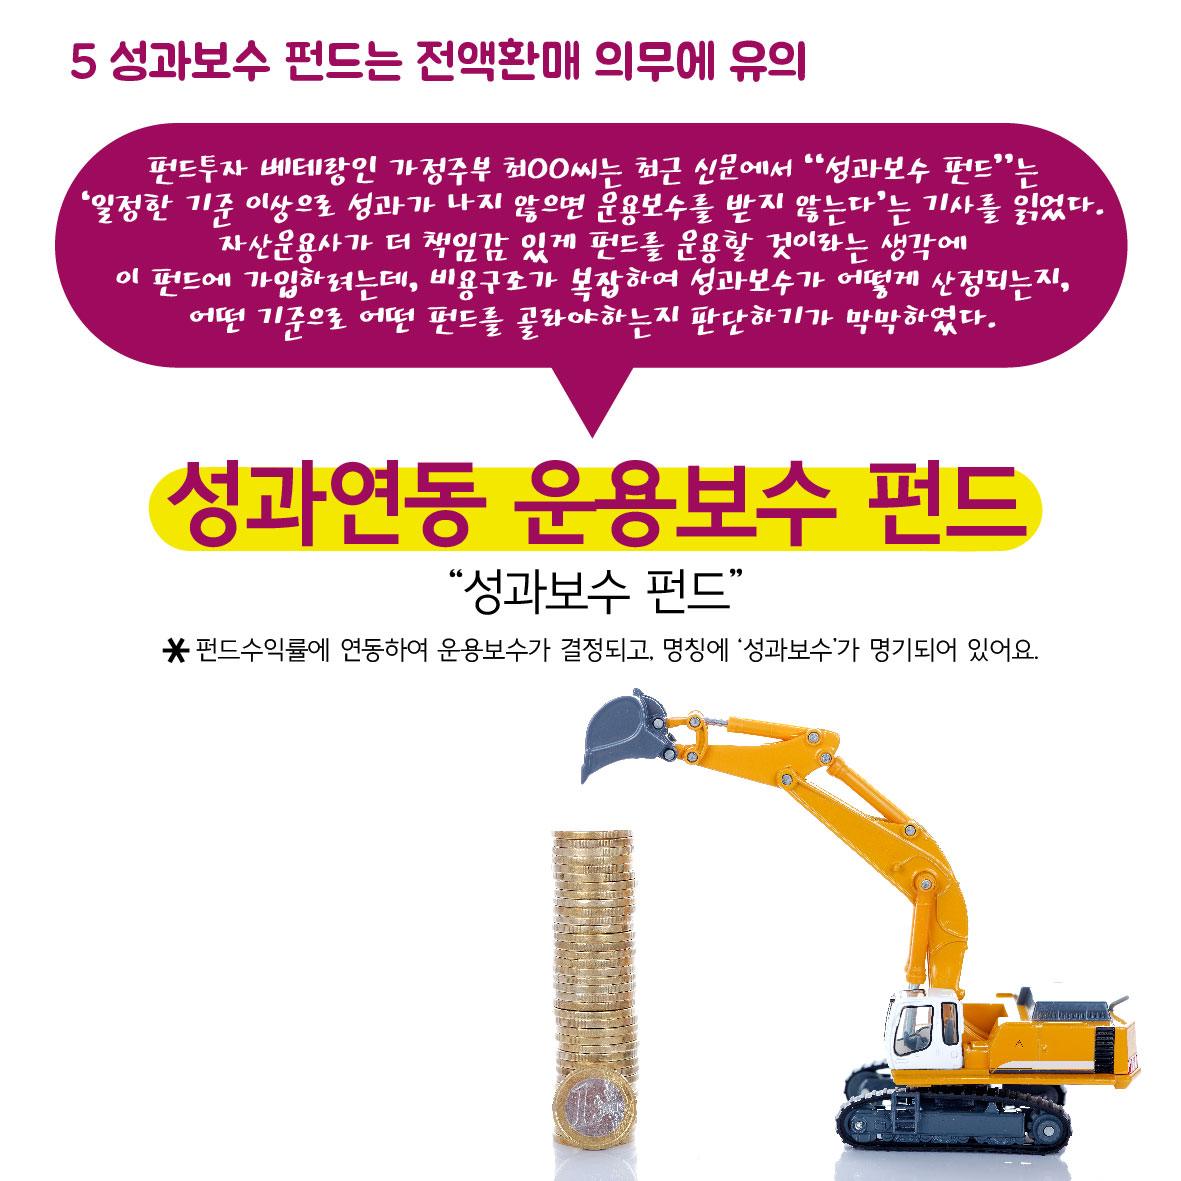 5 성과보수 펀드는 전액환매 의무에 유의
펀드투자 베테랑인 가정주부 최OO씨는 최근 신문에서 “성과보수 펀드”는
‘일정한 기준 이상으로 성과가 나지 않으면 운용보수를 받지 않는다’는 기사를 읽었다.
자산운용사가 더 책임감 있게 펀드를 운용할 것이라는 생각에
이 펀드에 가입하려는데, 비용구조가 복잡하여 성과보수가 어떻게 산정되는지,
어떤 기준으로 어떤 펀드를 골라야하는지 판단하기가 막막하였다.
성과연동 운용보수 펀드
“성과보수 펀드”
* 펀드수익률에 연동하여 운용보수가 결정되고, 명칭에 ‘성과보수’가 명기되어 있어요.